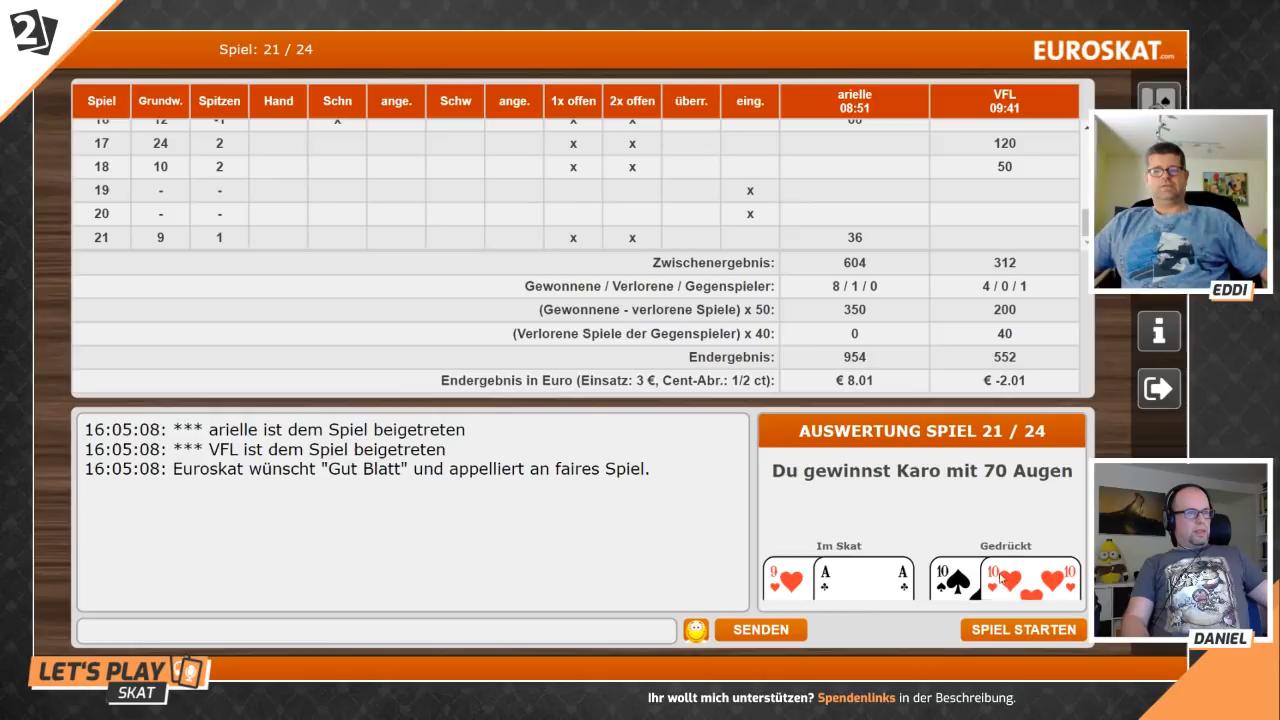 2
Spiel: 21 / 24
EUROSKAT.com
Spiel Grundw. Spitzen Hand Schn ange. Schw ange. 1x offen 2x offen überr. eing. arielle 08:51 VFL 09:41
17 24 2 x x 120
18 10 2 x x 50
19 - - x
20 - - x
21 9 1 x x 36
Zwischenergebnis: 604 312
Gewonnene / Verlorene / Gegenspieler: 8 / 1 / 0 4 / 0 / 1
(Gewonnene - verlorene Spiele) x 50: 350 200
(Verlorene Spiele der Gegenspieler) x 40: 0 40
Endergebnis: 954 552
Endergebnis in Euro (Einsatz: 3 €, Cent-Abr.: 1/2 ct): € 8.01 € -2.01
EDDI
16:05:08: *** arielle ist dem Spiel beigetreten
16:05:08: *** VFL ist dem Spiel beigetreten
16:05:08: Euroskat wünscht "Gut Blatt" und appelliert an faires Spiel.
AUSWERTUNG SPIEL 21 / 24
Du gewinnst Karo mit 70 Augen
Im Skat Gedrückt
9 A A 10 10 10
SENDEN
SPIEL STARTEN
DANIEL
LET'S PLAY
SKAT
Ihr wollt mich unterstützen? Spendenlinks in der Beschreibung.